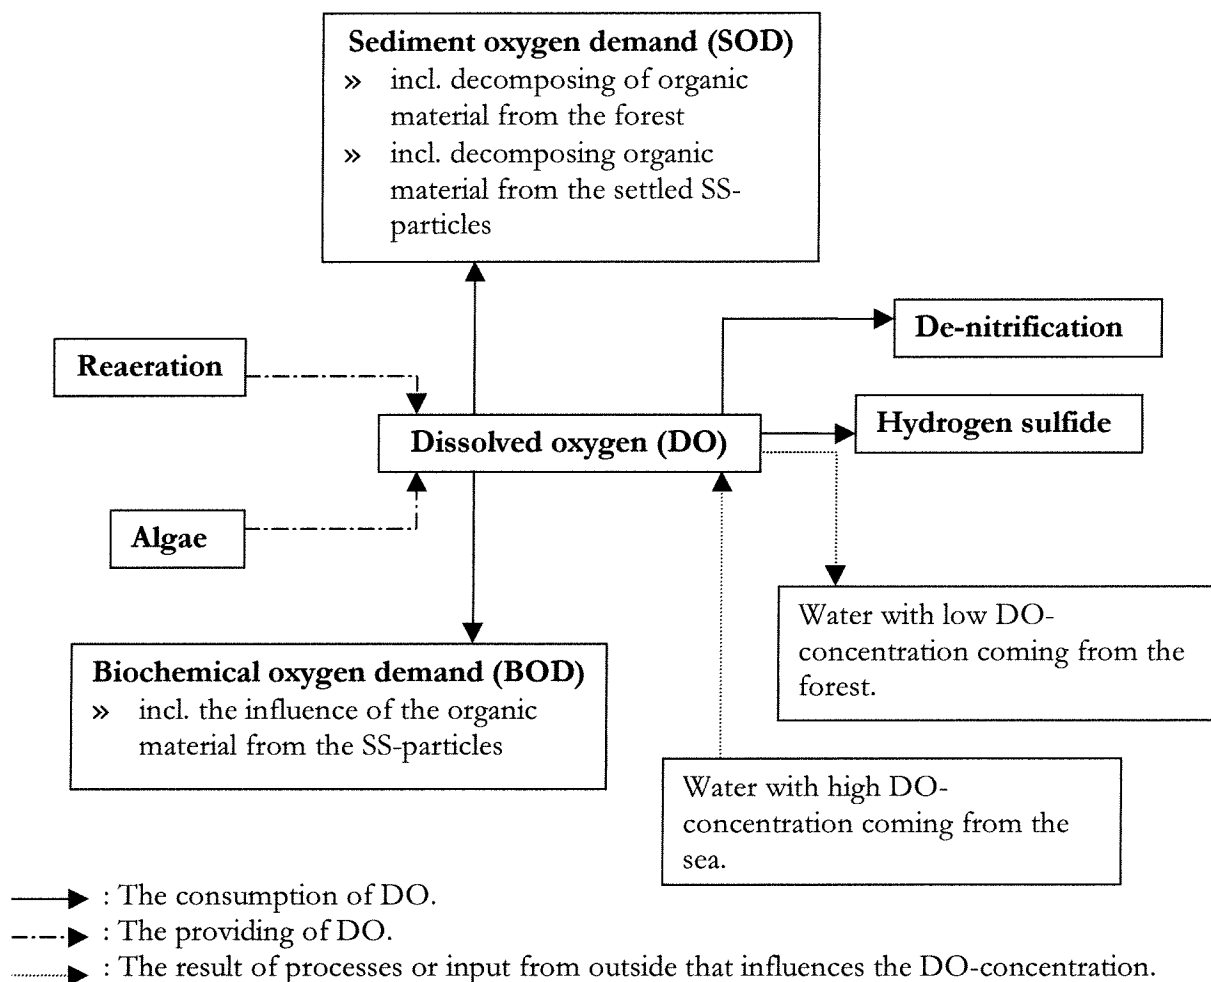 Sediment oxygen demand (SOD)
» incl. decomposing of organic
material from the forest
» incl. decomposing organic
material from the settled SS-
particles
De-nitrification
Reaeration
Hydrogen sulfide
Dissolved oxygen (DO)
Algae
Water with low DO-
concentration coming from the
forest.
Biochemical oxygen demand (BOD)
» incl. the influence of the organic
material from the SS-particles
Water with high DO-
concentration coming from the
sea.
: The consumption of DO.
: The providing of DO.
: The result of processes or input from outside that influences the DO-concentration.